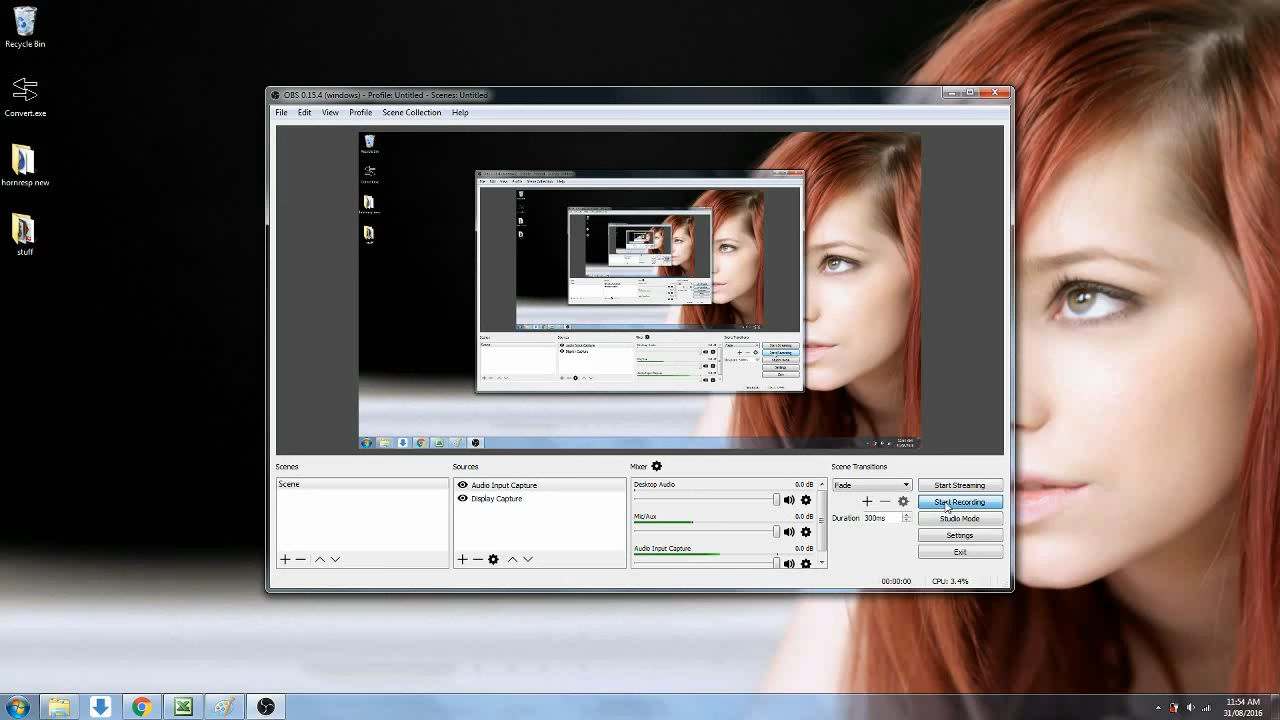 Recycle Bin
Convert.exe
hornresp new
stuff
OBS 0.15.4 (windows) - Profile: Untitled - Scenes: Untitled
File Edit View Profile Scene Collection Help
Scenes
Scene
Sources
Audio Input Capture
Display Capture
Mixer
Desktop Audio 0.0 dB
Mic/Aux 0.0 dB
Audio Input Capture 0.0 dB
Scene Transitions
Fade
Duration 300ms
Start Streaming
Start Recording
Studio Mode
Settings
Exit
00:00:00 CPU: 3.4%
11:54 AM
31/08/2016